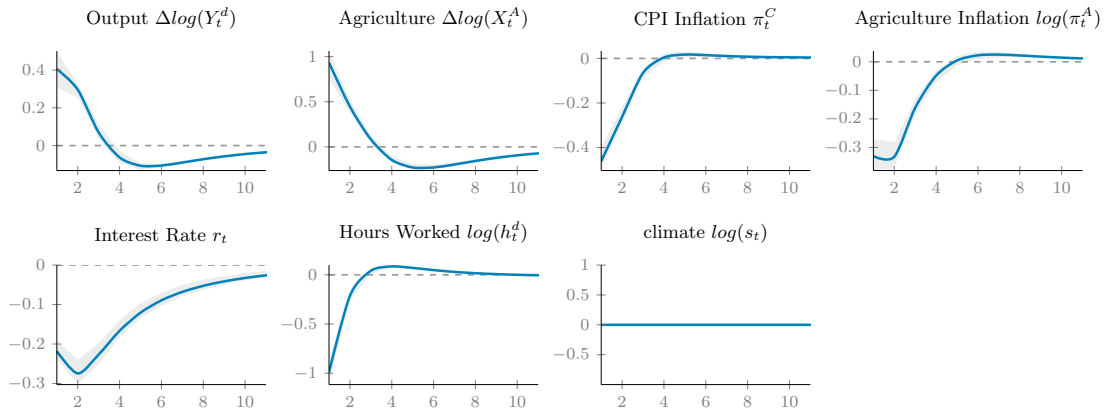 Output Δlog(Y_t^d)
Agriculture Δlog(X_t^A)
CPI Inflation π_t^C
Agriculture Inflation log(π_t^A)
0.4
0.2
0
2 4 6 8 10
1
0.5
0
2 4 6 8 10
0
−0.2
−0.4
2 4 6 8 10
0
−0.1
−0.2
−0.3
2 4 6 8 10
Interest Rate r_t
Hours Worked log(h_t^d)
climate log(s_t)
0
−0.1
−0.2
−0.3
2 4 6 8 10
0
−0.5
−1
2 4 6 8 10
1
0.5
0
−0.5
2 4 6 8 10